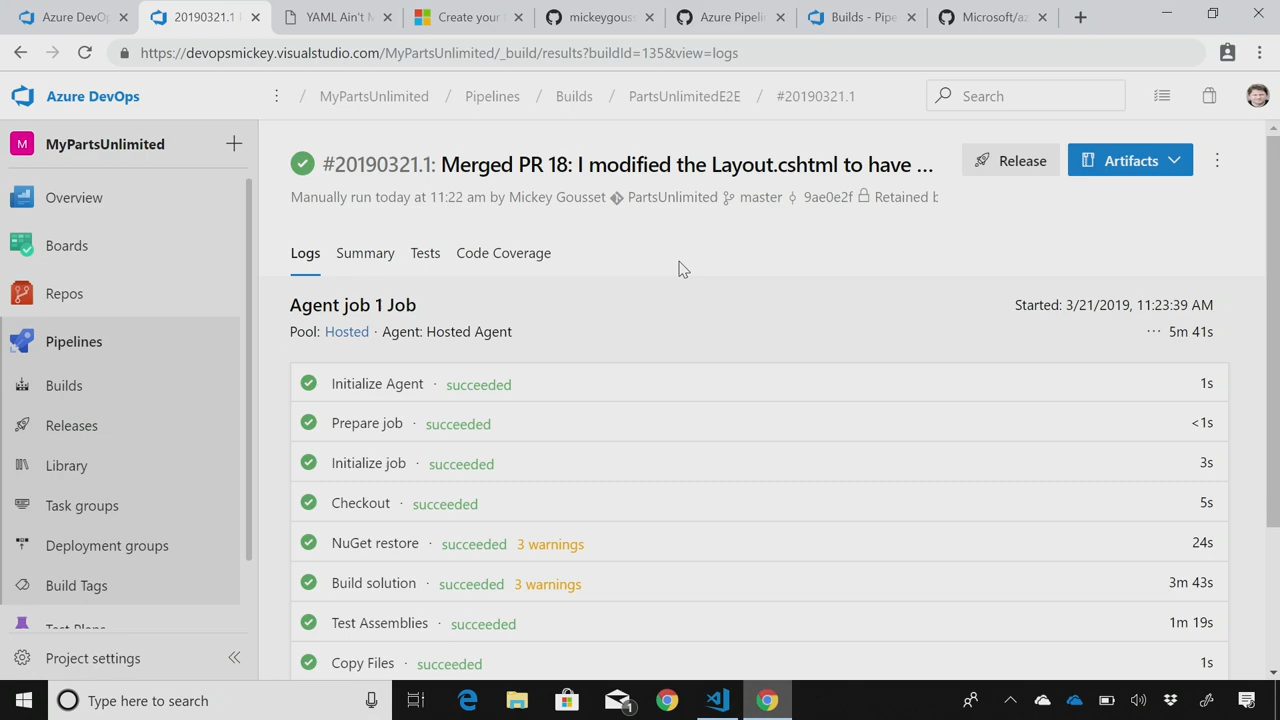 Azure DevO
20190321.1
YAML Ain't M
Create your
mickeygouss
Azure Pipelin
Builds - Pipe
Microsoft/az
https://devopsmickey.visualstudio.com/MyPartsUnlimited/_build/results?buildId=135&view=logs
Azure DevOps
/ MyPartsUnlimited / Pipelines / Builds / PartsUnlimitedE2E / #20190321.1
Search
M MyPartsUnlimited
Overview
Boards
Repos
Pipelines
Builds
Releases
Library
Task groups
Deployment groups
Build Tags
Test Plans
Project settings
#20190321.1: Merged PR 18: I modified the Layout.cshtml to have ...
Release
Artifacts
Manually run today at 11:22 am by Mickey Gousset PartsUnlimited master 9ae0e2f Retained b
Logs Summary Tests Code Coverage
Agent job 1 Job
Started: 3/21/2019, 11:23:39 AM
Pool: Hosted · Agent: Hosted Agent
··· 5m 41s
Initialize Agent · succeeded 1s
Prepare job · succeeded <1s
Initialize job · succeeded 3s
Checkout · succeeded 5s
NuGet restore · succeeded 3 warnings 24s
Build solution · succeeded 3 warnings 3m 43s
Test Assemblies · succeeded 1m 19s
Copy Files · succeeded 1s
Type here to search
1